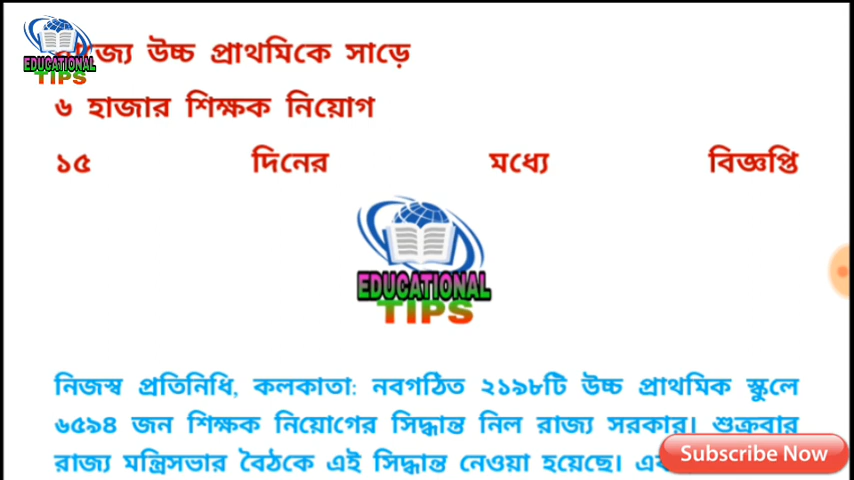 EDUCATIONAL
TIPS
উচ্চ প্রাথমিকে সাড়ে
৬ হাজার শিক্ষক নিয়োগ
১৫ দিনের মধ্যে বিজ্ঞপ্তি
EDUCATIONAL
TIPS
নিজস্ব প্রতিনিধি, কলকাতা: নবগঠিত ২১৯৮টি উচ্চ প্রাথমিক স্কুলে
৬৫৯৪ জন শিক্ষক নিয়োগের সিদ্ধান্ত নিল রাজ্য সরকার। শুক্রবার
রাজ্য মন্ত্রিসভার বৈঠকে এই সিদ্ধান্ত নেওয়া হয়েছে।
Subscribe Now